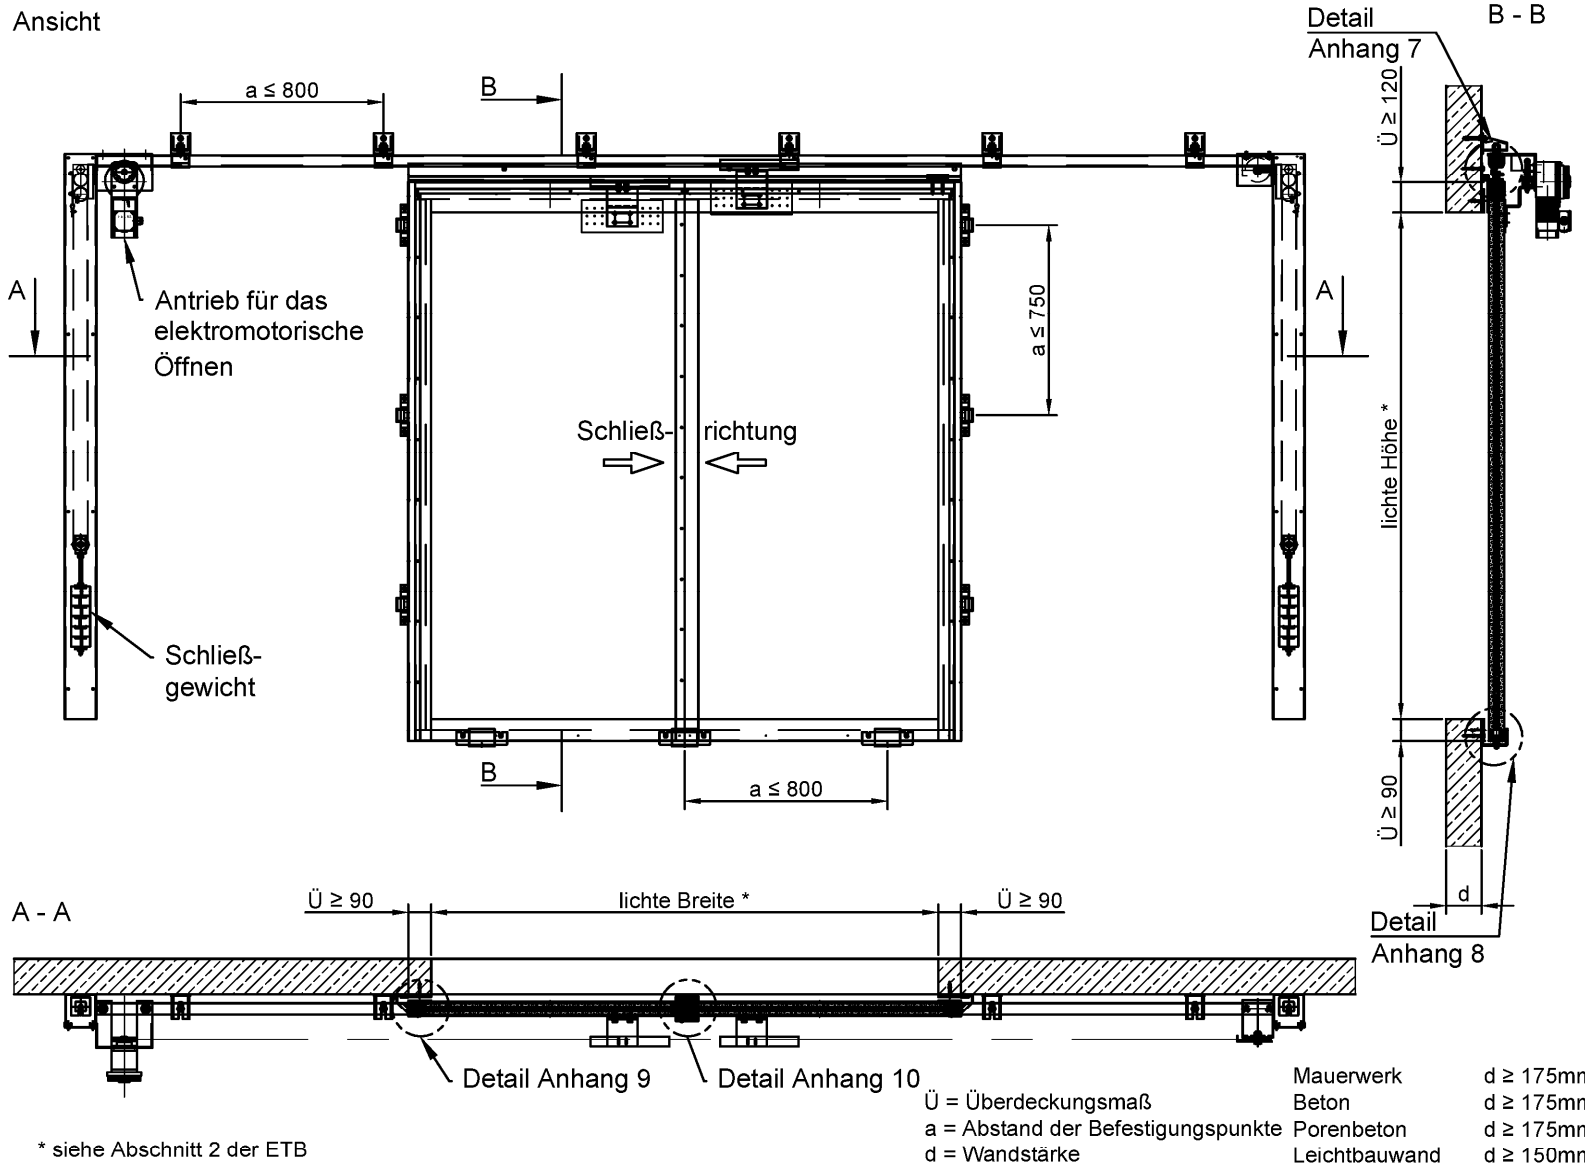 Ansicht
a ≤ 800
B
Detail
Anhang 7
B - B
Ü ≥ 120
A
Antrieb für das
elektromotorische
Öffnen
a ≤ 750
A
lichte Höhe *
Schließ- richtung
Schließ-
gewicht
B
a ≤ 800
Ü ≥ 90
d
Detail
Anhang 8
A - A
Ü ≥ 90
lichte Breite *
Ü ≥ 90
Detail Anhang 9
Detail Anhang 10
Ü = Überdeckungsmaß
a = Abstand der Befestigungspunkte
d = Wandstärke
Mauerwerk d ≥ 175mm
Beton d ≥ 175mm
Porenbeton d ≥ 175mm
Leichtbauwand d ≥ 150mm
* siehe Abschnitt 2 der ETB